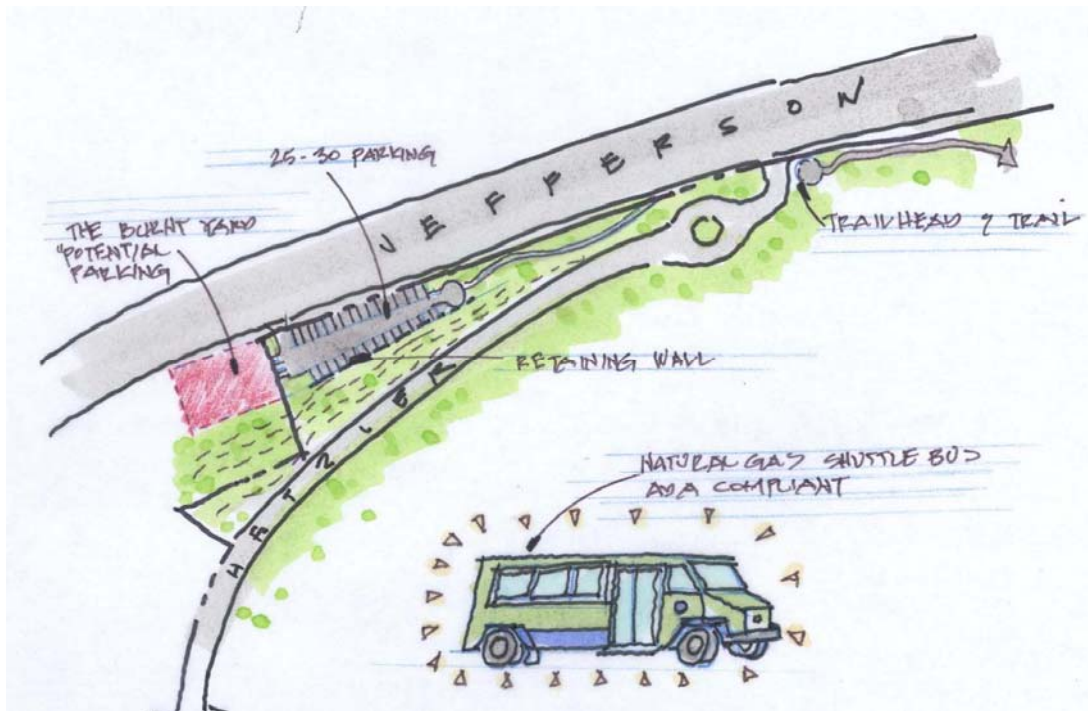 JEFFERSON
25-30 PARKING
THE BURNT YARD
"POTENTIAL
PARKING
TRAILHEAD & TRAIL
RETAINING WALL
NATURAL GAS SHUTTLE BUS
ADA COMPLIANT